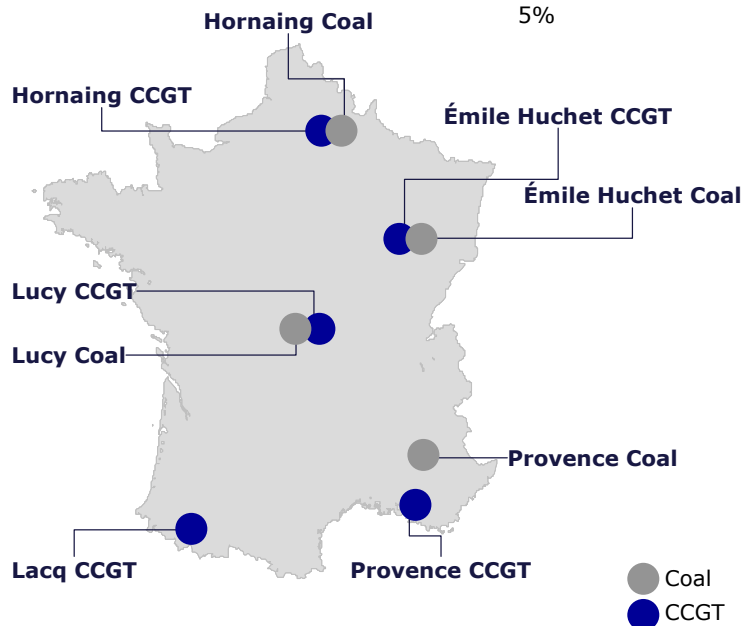 Hornaing Coal
5%
Hornaing CCGT
Émile Huchet CCGT
Émile Huchet Coal
Lucy CCGT
Lucy Coal
Provence Coal
Lacq CCGT
Provence CCGT
Coal
CCGT